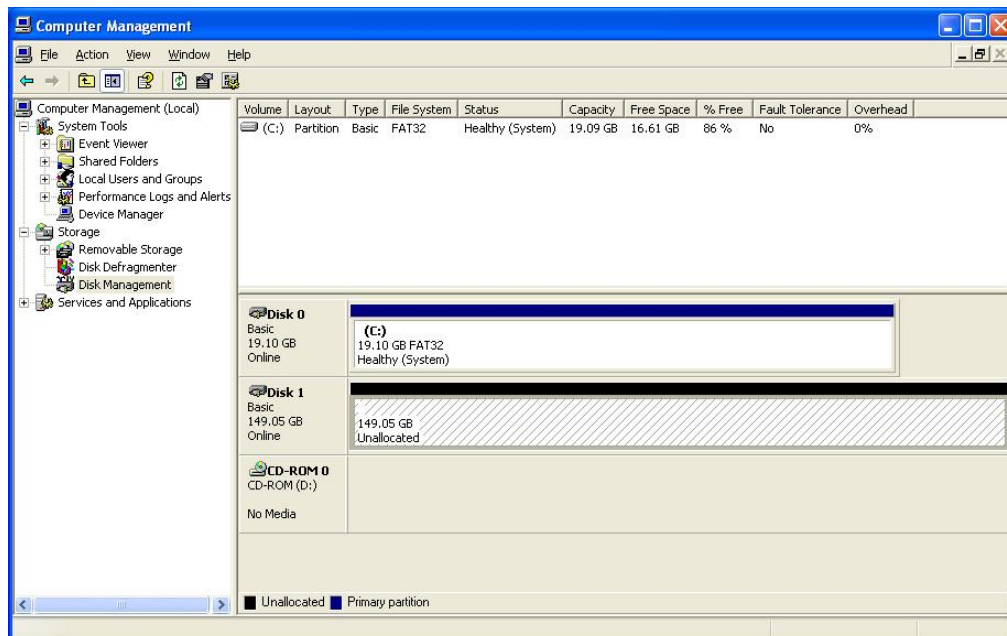 Computer Management
File Action View Window Help
Computer Management (Local)
System Tools
Event Viewer
Shared Folders
Local Users and Groups
Performance Logs and Alerts
Device Manager
Storage
Removable Storage
Disk Defragmenter
Disk Management
Services and Applications
Volume Layout Type File System Status Capacity Free Space % Free Fault Tolerance Overhead
(C:) Partition Basic FAT32 Healthy (System) 19.09 GB 16.61 GB 86 % No 0%
Disk 0
Basic
19.10 GB
Online
(C:)
19.10 GB FAT32
Healthy (System)
Disk 1
Basic
149.05 GB
Online
149.05 GB
Unallocated
CD-ROM 0
CD-ROM (D:)
No Media
Unallocated Primary partition